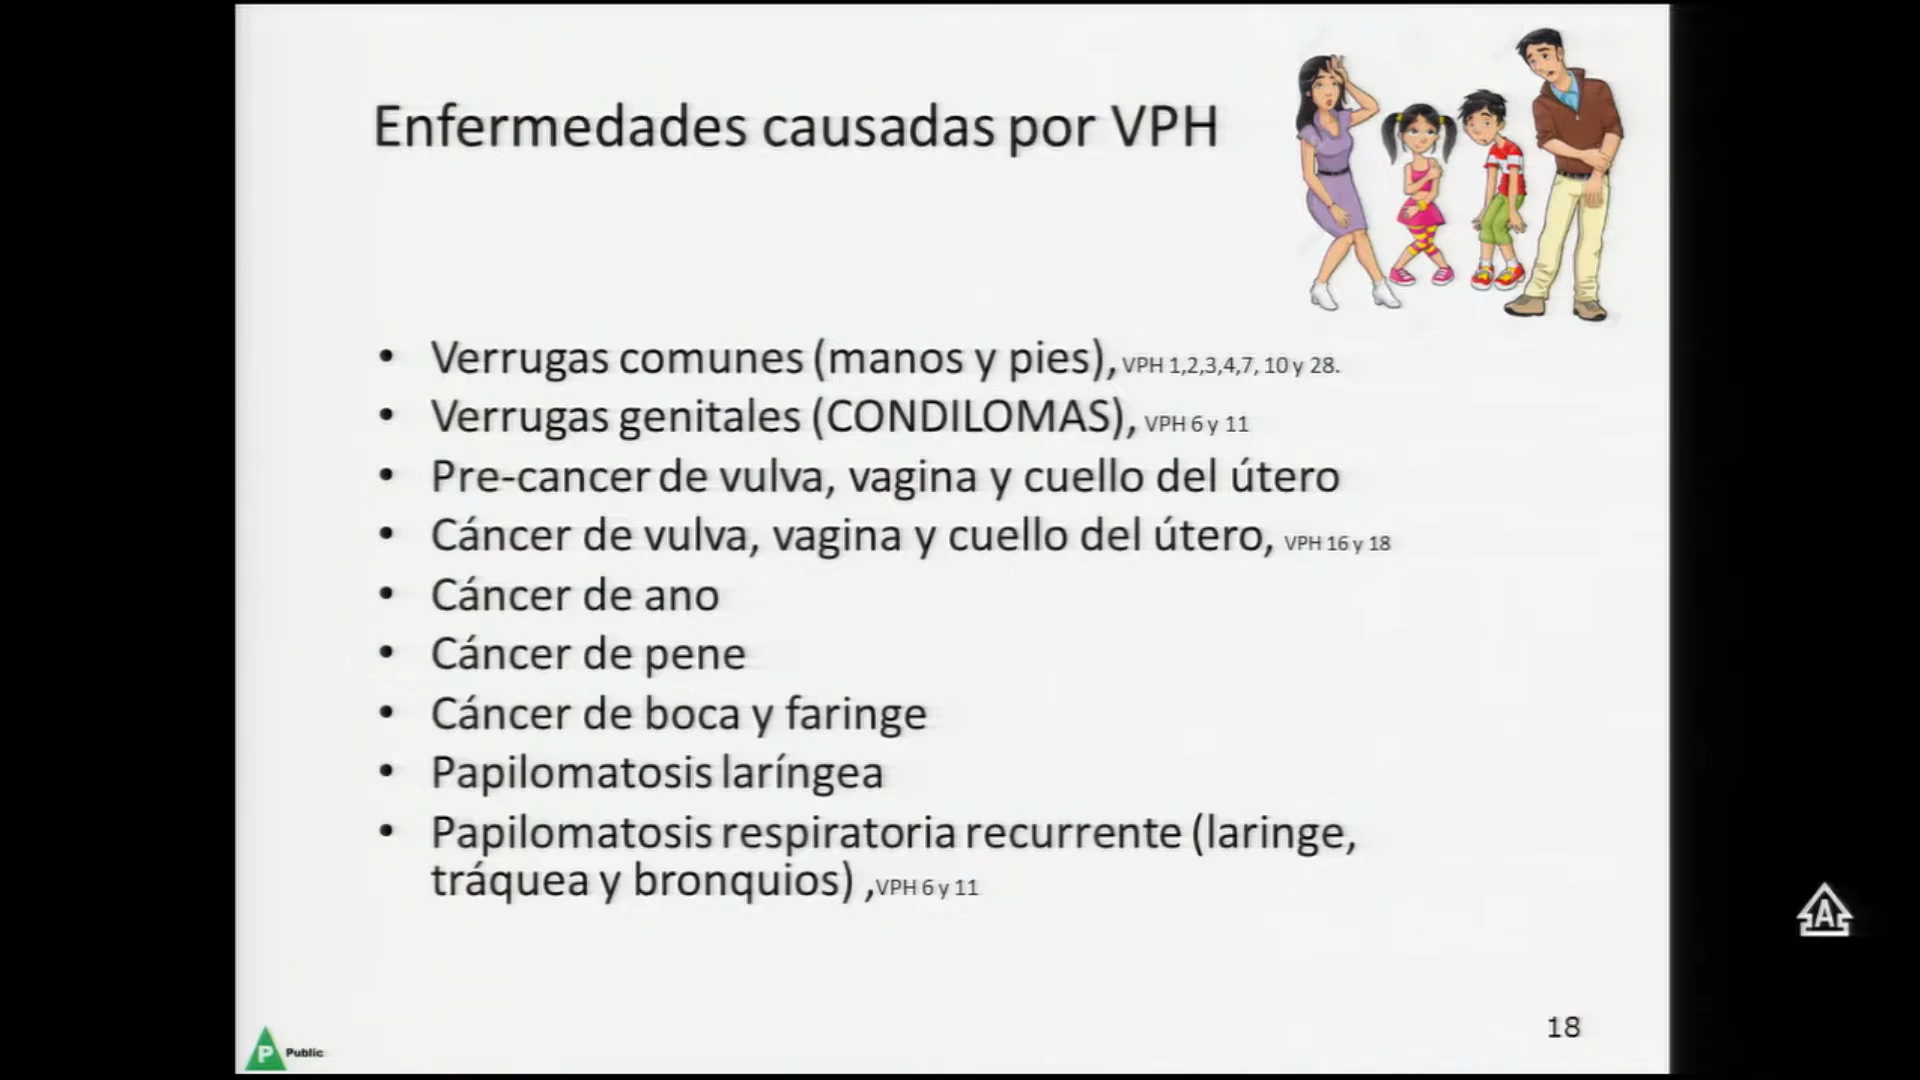 Enfermedades causadas por VPH
• Verrugas comunes (manos y pies), VPH 1,2,3,4,7, 10 y 28.
• Verrugas genitales (CONDILOMAS), VPH 6 y 11
• Pre-cancer de vulva, vagina y cuello del útero
• Cáncer de vulva, vagina y cuello del útero, VPH 16 y 18
• Cáncer de ano
• Cáncer de pene
• Cáncer de boca y faringe
• Papilomatosis laríngea
• Papilomatosis respiratoria recurrente (laringe,
tráquea y bronquios) ,VPH 6 y 11
18
P Public
A